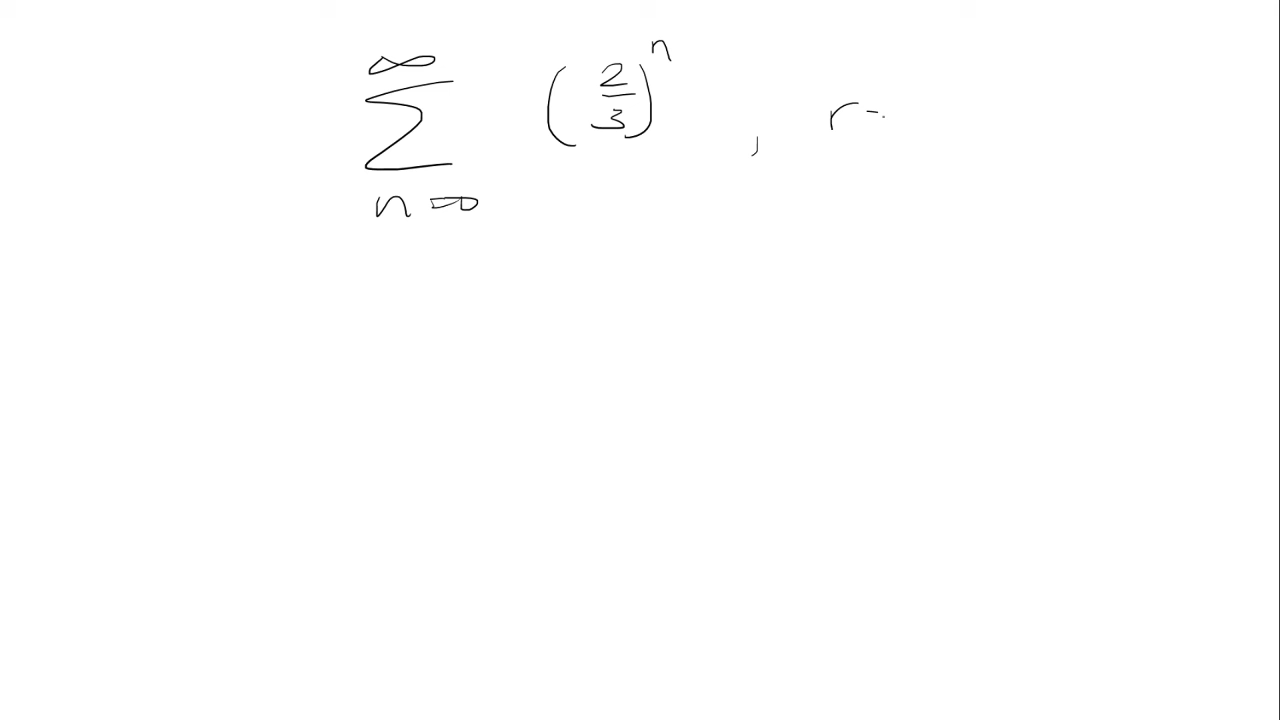 ∞
∑ (2/3)^n , r -
n=0